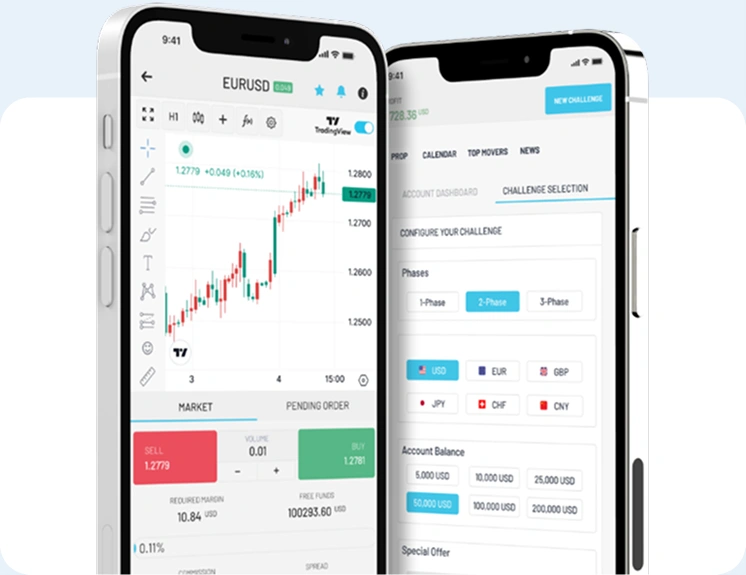 9:41
EURUSD 0.049
H1
f(x)
TradingView
1.2779 +0.049 (+0.16%)
1.2800
1.2779
1.2700
1.2600
1.2500
T
3 4 15:00
MARKET PENDING ORDER
SELL
1.2779
VOLUME
0.01
- +
BUY
1.2781
REQUIRED MARGIN
10.84 USD
FREE FUNDS
100293.60 USD
0.11%
COMMISSION SPREAD
9:41
728.36 USD
NEW CHALLENGE
PROP CALENDAR TOP MOVERS NEWS
ACCOUNT DASHBOARD CHALLENGE SELECTION
CONFIGURE YOUR CHALLENGE
Phases
1-Phase 2-Phase 3-Phase
USD EUR GBP
JPY CHF CNY
Account Balance
5,000 USD 10,000 USD 25,000 USD
50,000 USD 100,000 USD 200,000 USD
Special Offer